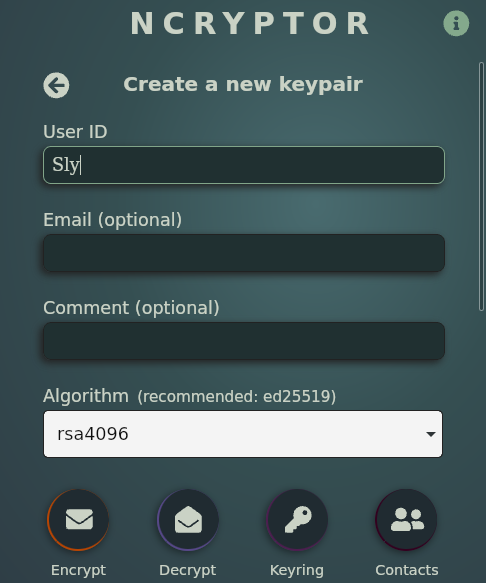 NCRYPTOR
Create a new keypair
User ID
Sly
Email (optional)
Comment (optional)
Algorithm (recommended: ed25519)
rsa4096
Encrypt Decrypt Keyring Contacts